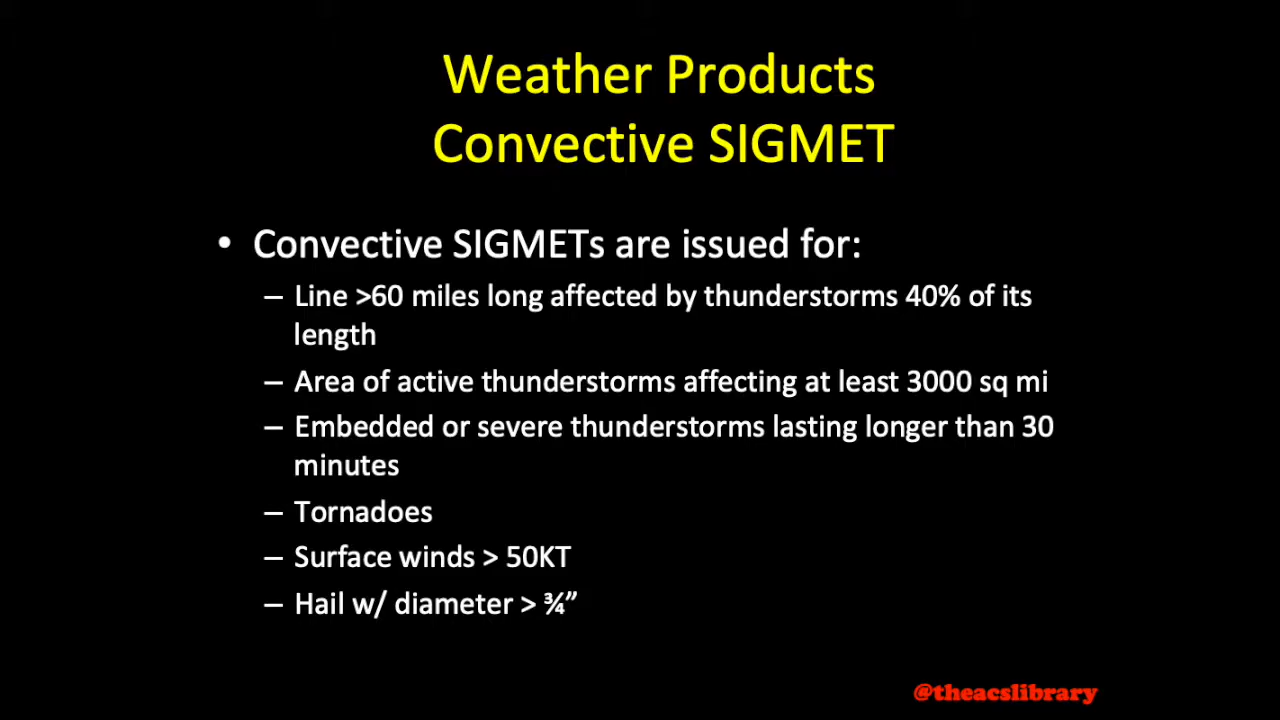 Weather Products
Convective SIGMET
• Convective SIGMETs are issued for:
– Line >60 miles long affected by thunderstorms 40% of its
length
– Area of active thunderstorms affecting at least 3000 sq mi
– Embedded or severe thunderstorms lasting longer than 30
minutes
– Tornadoes
– Surface winds > 50KT
– Hail w/ diameter > ¾”
@theacslibrary